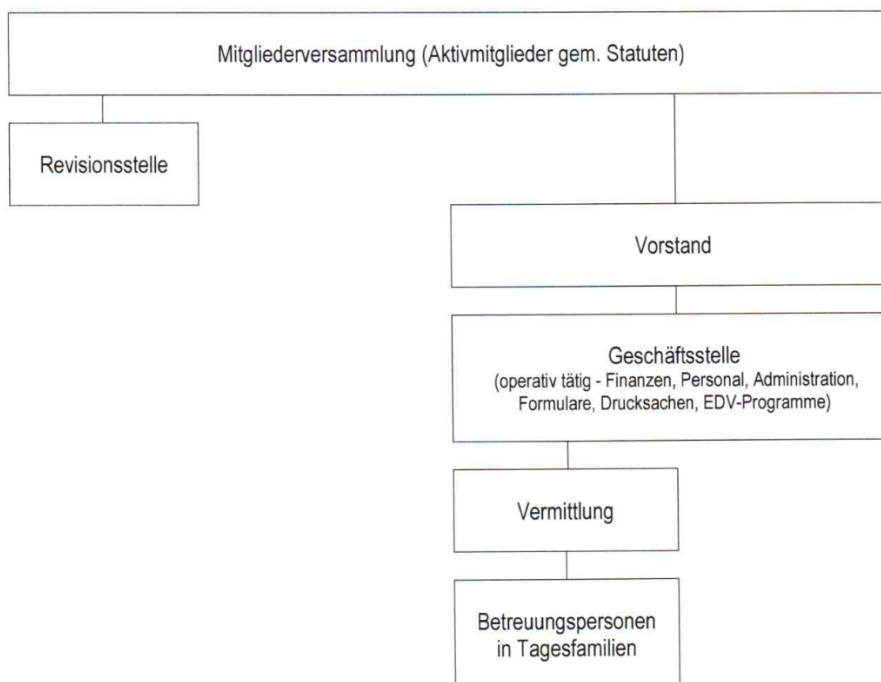 Mitgliederversammlung (Aktivmitglieder gem. Statuten)
Revisionsstelle
Vorstand
Geschäftsstelle
(operativ tätig - Finanzen, Personal, Administration,
Formulare, Drucksachen, EDV-Programme)
Vermittlung
Betreuungspersonen
in Tagesfamilien